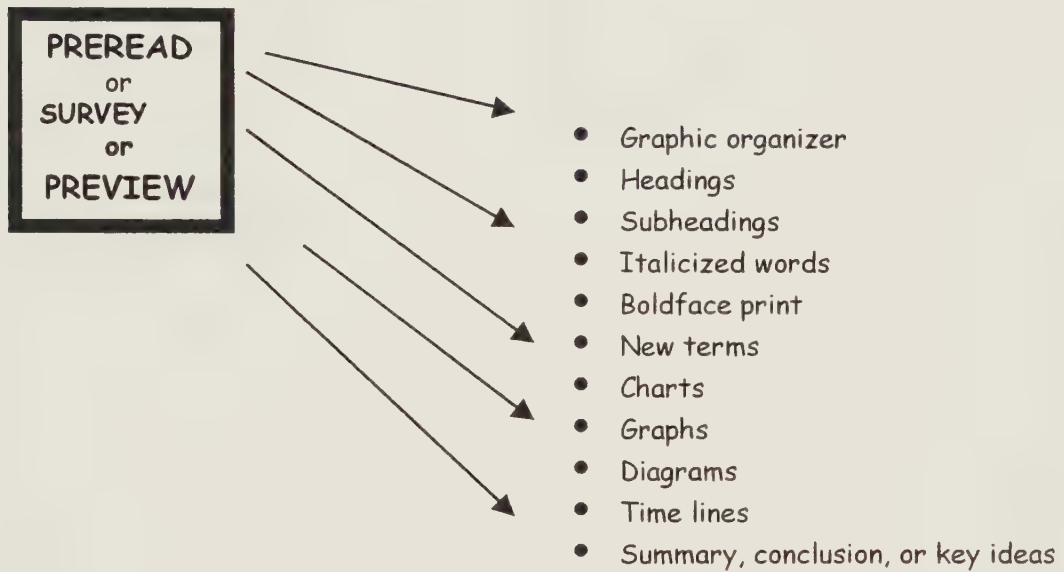 PREREAD
or
SURVEY
or
PREVIEW
• Graphic organizer
• Headings
• Subheadings
• Italicized words
• Boldface print
• New terms
• Charts
• Graphs
• Diagrams
• Time lines
• Summary, conclusion, or key ideas